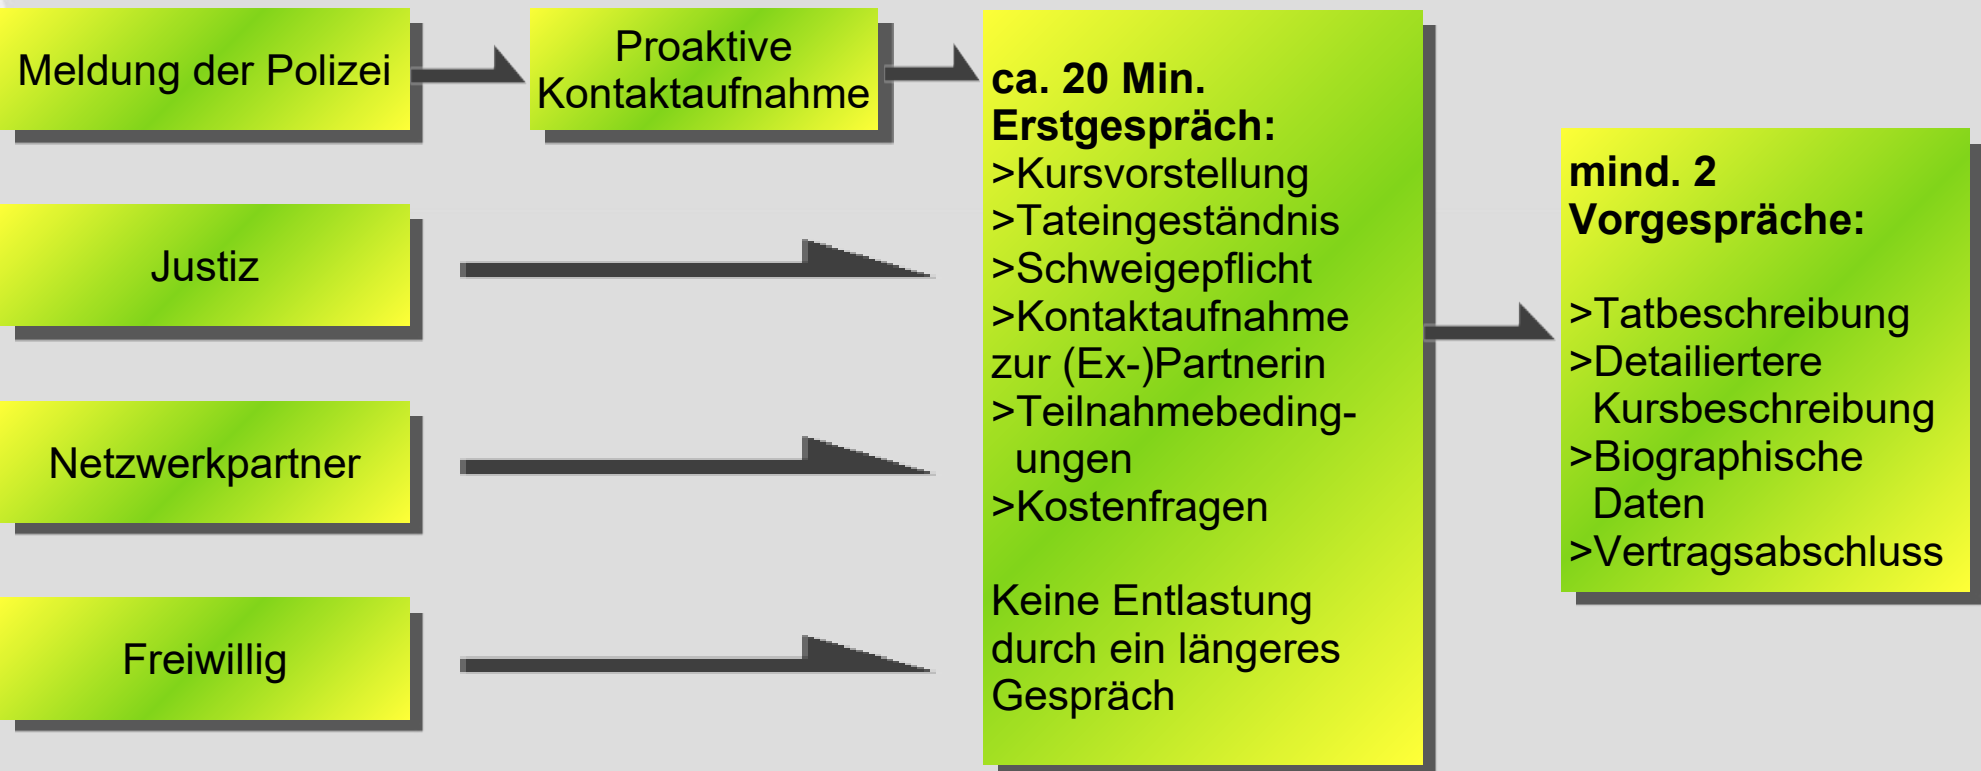 Meldung der Polizei
Proaktive
Kontaktaufnahme
ca. 20 Min.
Erstgespräch:
>Kursvorstellung
>Tateingeständnis
>Schweigepflicht
>Kontaktaufnahme
zur (Ex-)Partnerin
>Teilnahmebeding-
ungen
>Kostenfragen
Keine Entlastung
durch ein längeres
Gespräch
mind. 2
Vorgespräche:
>Tatbeschreibung
>Detailiertere
Kursbeschreibung
>Biographische
Daten
>Vertragsabschluss
Justiz
Netzwerkpartner
Freiwillig